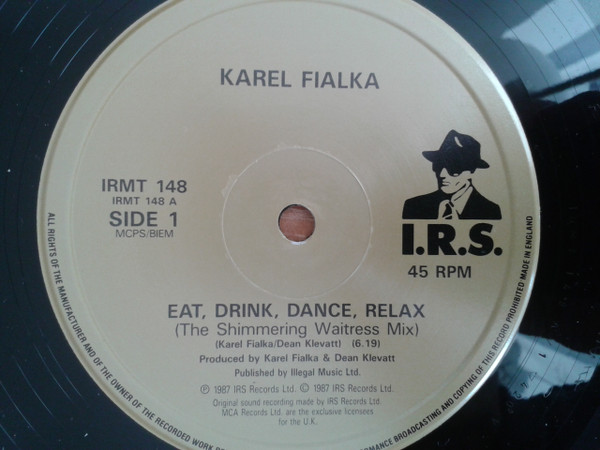 KAREL FIALKA
IRMT 148
IRMT 148 A
SIDE 1
MCPS/BIEM
I.R.S.
45 RPM
EAT, DRINK, DANCE, RELAX
(The Shimmering Waitress Mix)
(Karel Fialka/Dean Klevatt) (6.19)
Produced by Karel Fialka & Dean Klevatt
Published by Illegal Music Ltd.
℗ 1987 IRS Records Ltd. © 1987 IRS Records Ltd.
Original sound recording made by IRS Records Ltd.
MCA Records Ltd. are the exclusive licensees
for the U.K.
ALL RIGHTS OF THE MANUFACTURER AND OF THE OWNER OF THE RECORDED WORK
BROADCASTING AND COPYING OF THIS RECORD PROHIBITED MADE IN ENGLAND